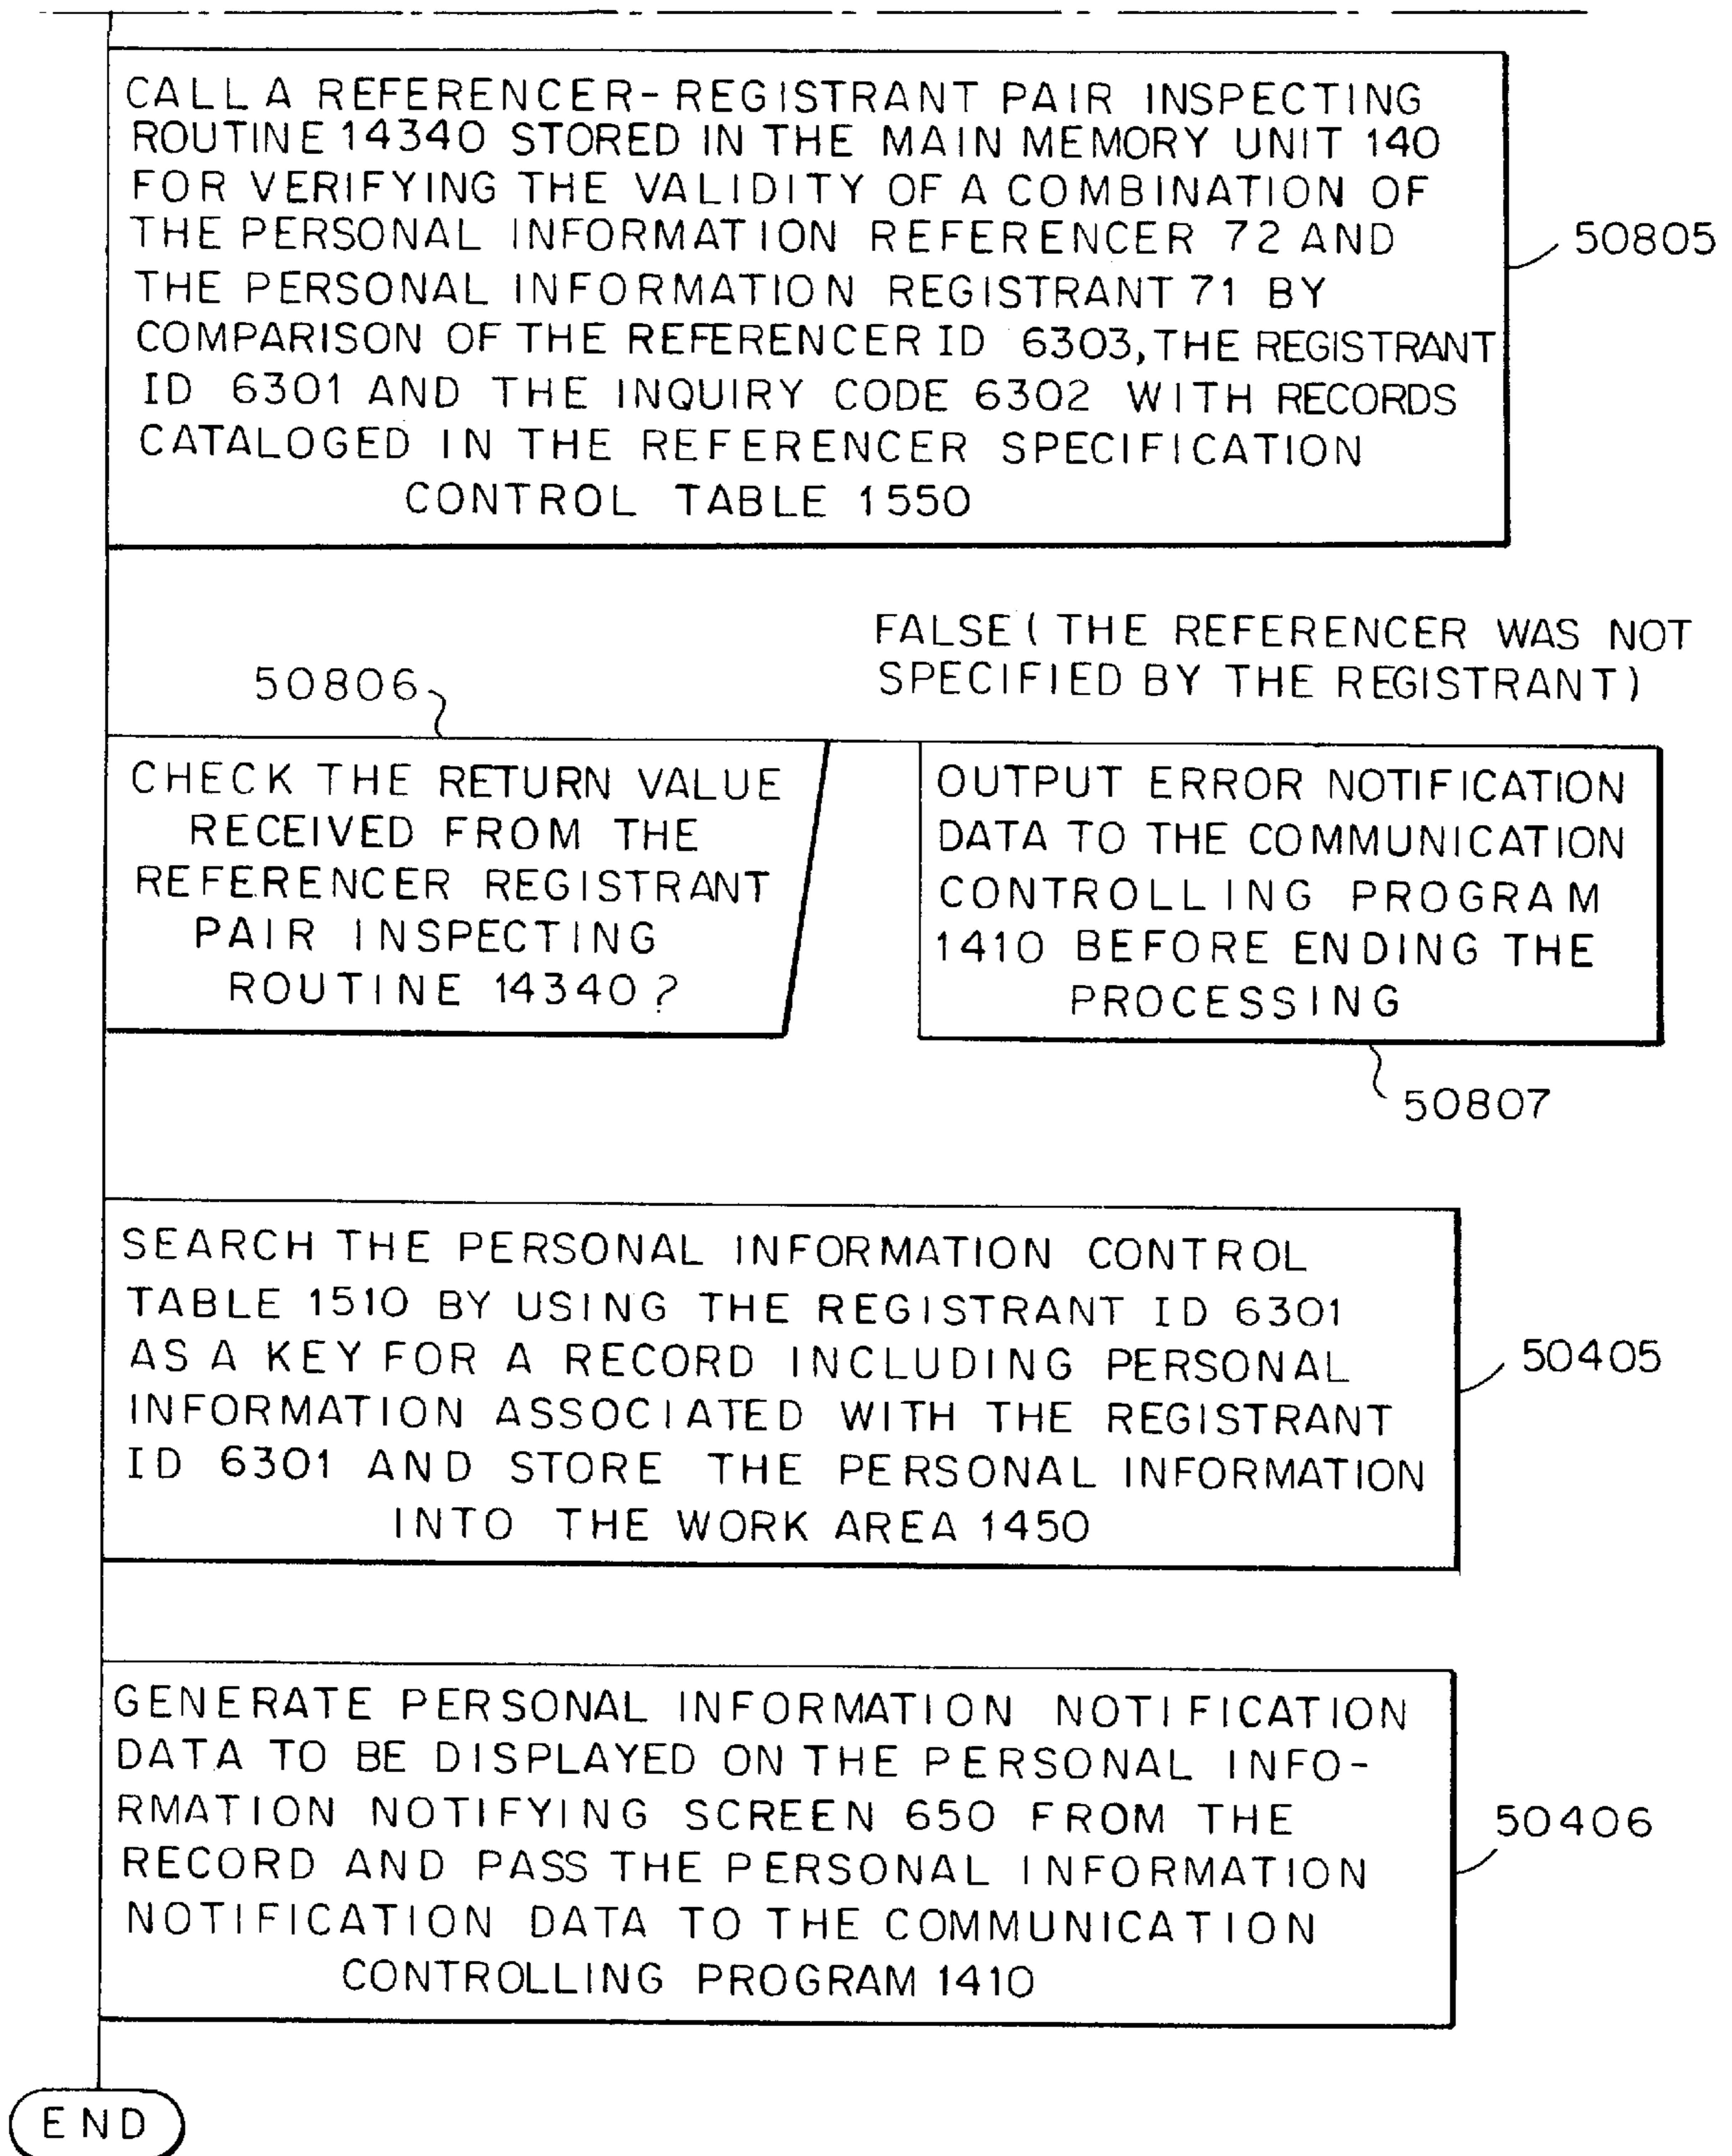 CALL A REFERENCER-REGISTRANT PAIR INSPECTING
ROUTINE 14340 STORED IN THE MAIN MEMORY UNIT 140
FOR VERIFYING THE VALIDITY OF A COMBINATION OF
THE PERSONAL INFORMATION REFERENCER 72 AND
THE PERSONAL INFORMATION REGISTRANT 71 BY
COMPARISON OF THE REFERENCER ID 6303, THE REGISTRANT
ID 6301 AND THE INQUIRY CODE 6302 WITH RECORDS
CATALOGED IN THE REFERENCER SPECIFICATION
CONTROL TABLE 1550
50805
FALSE (THE REFERENCER WAS NOT
SPECIFIED BY THE REGISTRANT)
50806
CHECK THE RETURN VALUE
RECEIVED FROM THE
REFERENCER REGISTRANT
PAIR INSPECTING
ROUTINE 14340?
OUTPUT ERROR NOTIFICATION
DATA TO THE COMMUNICATION
CONTROLLING PROGRAM
1410 BEFORE ENDING THE
PROCESSING
50807
SEARCH THE PERSONAL INFORMATION CONTROL
TABLE 1510 BY USING THE REGISTRANT ID 6301
AS A KEY FOR A RECORD INCLUDING PERSONAL
INFORMATION ASSOCIATED WITH THE REGISTRANT
ID 6301 AND STORE THE PERSONAL INFORMATION
INTO THE WORK AREA 1450
50405
GENERATE PERSONAL INFORMATION NOTIFICATION
DATA TO BE DISPLAYED ON THE PERSONAL INFO-
RMATION NOTIFYING SCREEN 650 FROM THE
RECORD AND PASS THE PERSONAL INFORMATION
NOTIFICATION DATA TO THE COMMUNICATION
CONTROLLING PROGRAM 1410
50406
END